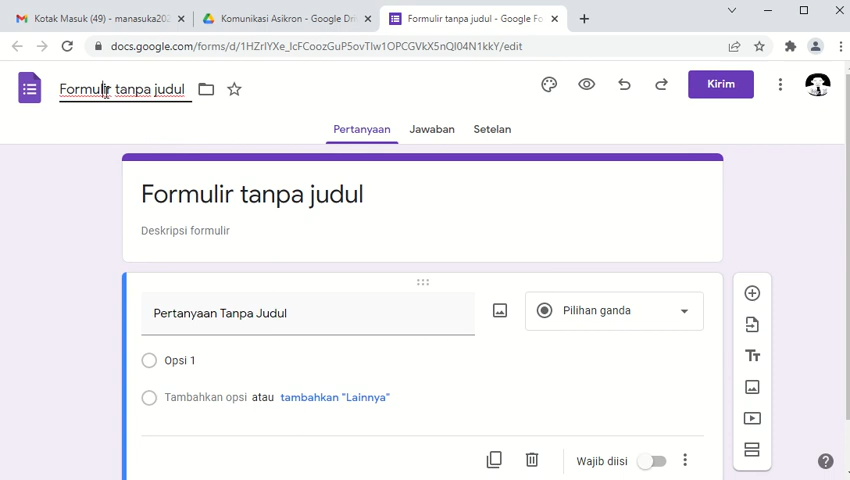 Kotak Masuk (49) - manasuka202
Komunikasi Asikron - Google Dri
Formulir tanpa judul - Google Fo
docs.google.com/forms/d/1HZrIYXe_IcFCoozGuP5ovTlw1OPCGVkX5nQl04N1kkY/edit
Formulir tanpa judul
Kirim
Pertanyaan Jawaban Setelan
Formulir tanpa judul
Deskripsi formulir
Pertanyaan Tanpa Judul
Pilihan ganda
Opsi 1
Tambahkan opsi atau tambahkan "Lainnya"
Wajib diisi